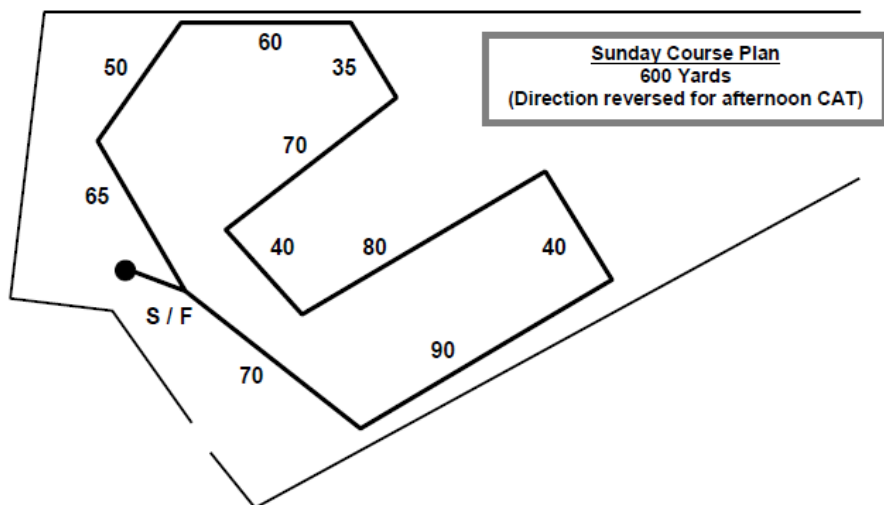 60
50
35
Sunday Course Plan
600 Yards
(Direction reversed for afternoon CAT)
70
65
40
80
40
S / F
90
70